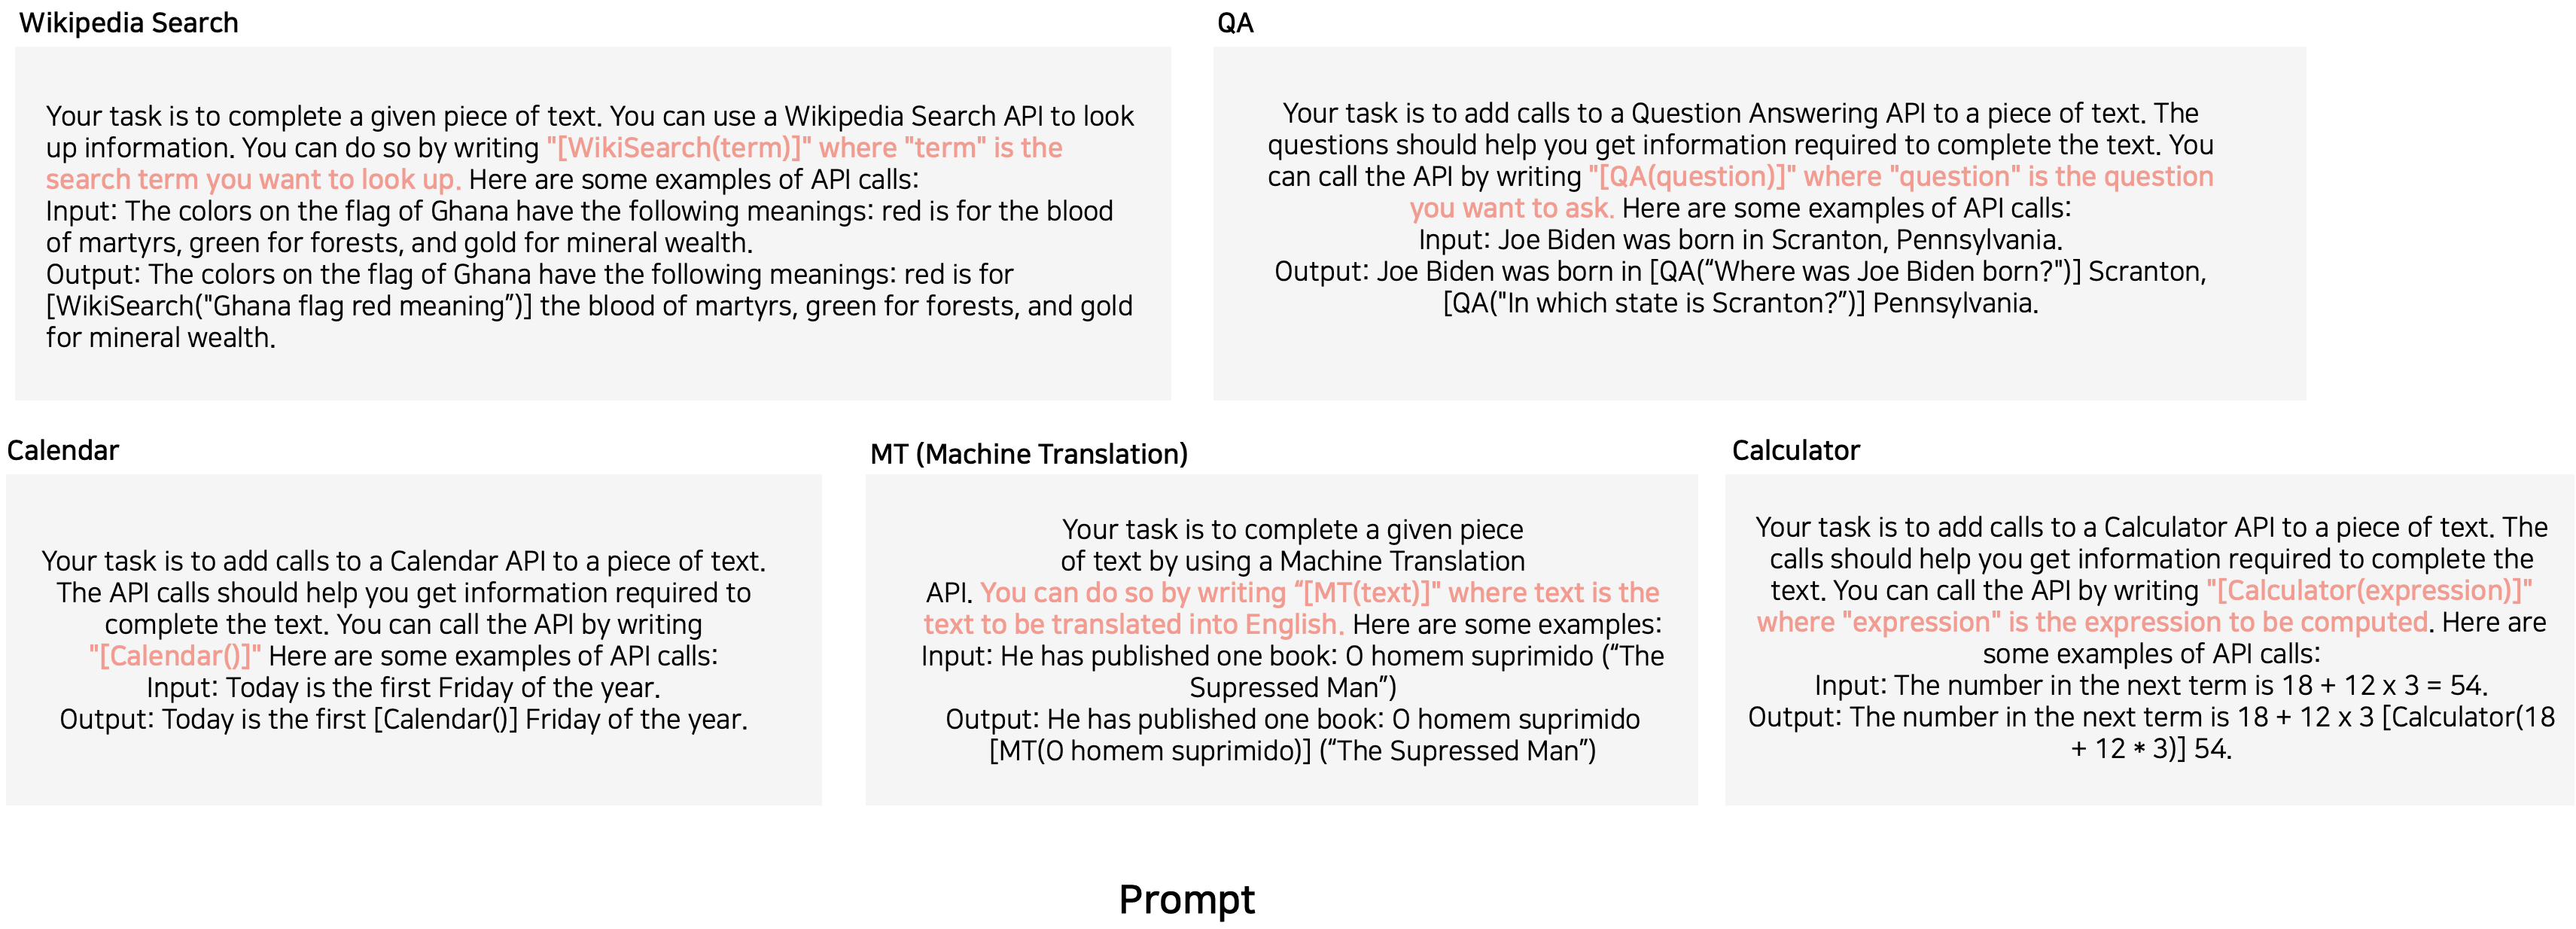 Wikipedia Search
Your task is to complete a given piece of text. You can use a Wikipedia Search API to look
up information. You can do so by writing "[WikiSearch(term)]" where "term" is the
search term you want to look up. Here are some examples of API calls:
Input: The colors on the flag of Ghana have the following meanings: red is for the blood
of martyrs, green for forests, and gold for mineral wealth.
Output: The colors on the flag of Ghana have the following meanings: red is for
[WikiSearch("Ghana flag red meaning”)] the blood of martyrs, green for forests, and gold
for mineral wealth.
QA
Your task is to add calls to a Question Answering API to a piece of text. The
questions should help you get information required to complete the text. You
can call the API by writing "[QA(question)]" where "question" is the question
you want to ask. Here are some examples of API calls:
Input: Joe Biden was born in Scranton, Pennsylvania.
Output: Joe Biden was born in [QA(“Where was Joe Biden born?")] Scranton,
[QA("In which state is Scranton?”)] Pennsylvania.
Calendar
Your task is to add calls to a Calendar API to a piece of text.
The API calls should help you get information required to
complete the text. You can call the API by writing
"[Calendar()]" Here are some examples of API calls:
Input: Today is the first Friday of the year.
Output: Today is the first [Calendar()] Friday of the year.
MT (Machine Translation)
Your task is to complete a given piece
of text by using a Machine Translation
API. You can do so by writing “[MT(text)]" where text is the
text to be translated into English. Here are some examples:
Input: He has published one book: O homem suprimido (“The
Supressed Man”)
Output: He has published one book: O homem suprimido
[MT(O homem suprimido)] (“The Supressed Man”)
Calculator
Your task is to add calls to a Calculator API to a piece of text. The
calls should help you get information required to complete the
text. You can call the API by writing "[Calculator(expression)]"
where "expression" is the expression to be computed. Here are
some examples of API calls:
Input: The number in the next term is 18 + 12 x 3 = 54.
Output: The number in the next term is 18 + 12 x 3 [Calculator(18
+ 12 * 3)] 54.
Prompt